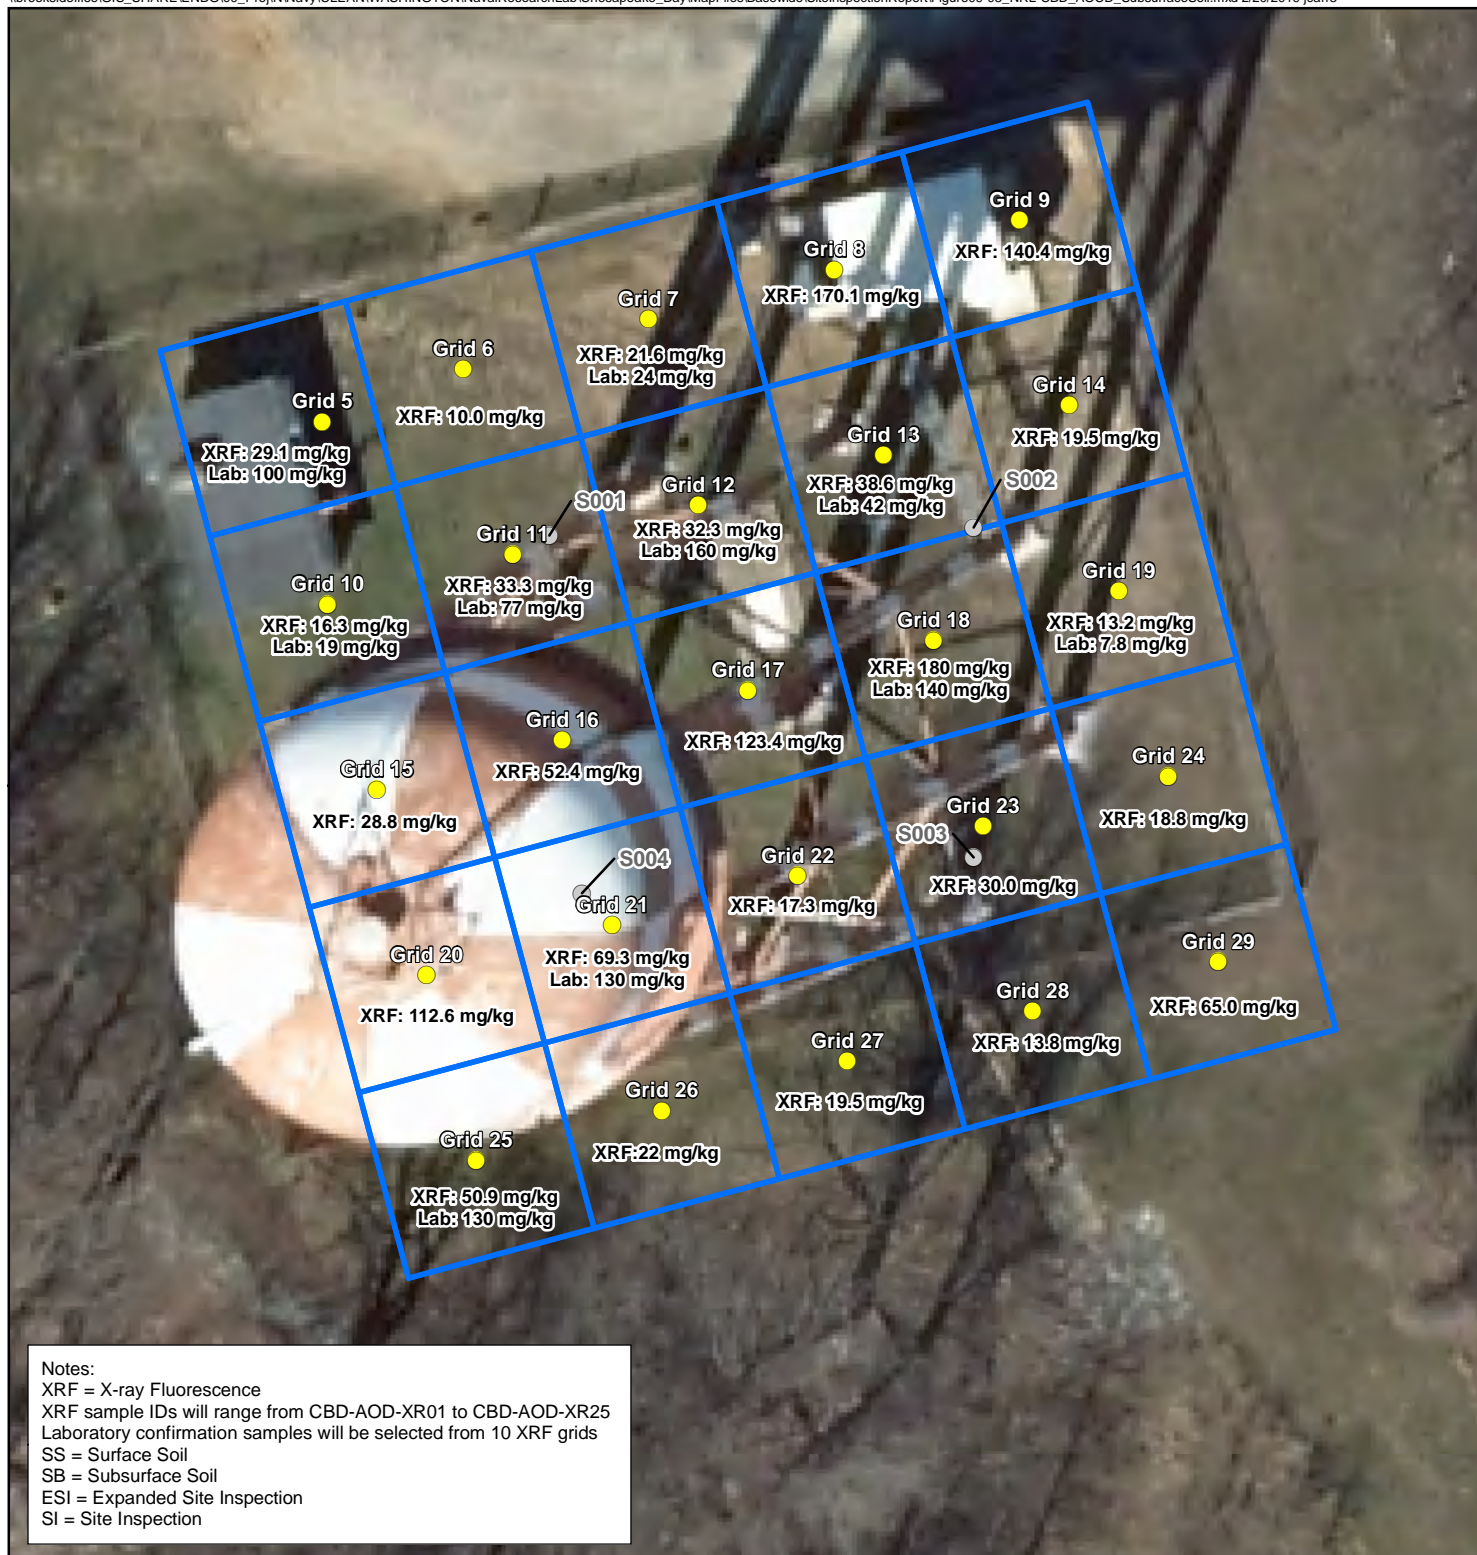 Grid 9
XRF: 140.4 mg/kg
Grid 8
XRF: 170.1 mg/kg
Grid 7
XRF: 21.6 mg/kg
Lab: 24 mg/kg
Grid 6
XRF: 10.0 mg/kg
Grid 5
XRF: 29.1 mg/kg
Lab: 100 mg/kg
Grid 14
XRF: 19.5 mg/kg
Grid 13
XRF: 38.6 mg/kg
Lab: 42 mg/kg
S002
Grid 12
XRF: 32.3 mg/kg
Lab: 160 mg/kg
S001
Grid 11
XRF: 33.3 mg/kg
Lab: 77 mg/kg
Grid 10
XRF: 16.3 mg/kg
Lab: 19 mg/kg
Grid 19
XRF: 13.2 mg/kg
Lab: 7.8 mg/kg
Grid 18
XRF: 180 mg/kg
Lab: 140 mg/kg
Grid 17
XRF: 123.4 mg/kg
Grid 16
XRF: 52.4 mg/kg
Grid 15
XRF: 28.8 mg/kg
Grid 24
XRF: 18.8 mg/kg
Grid 23
S003
XRF: 30.0 mg/kg
Grid 22
XRF: 17.3 mg/kg
S004
Grid 21
XRF: 69.3 mg/kg
Lab: 130 mg/kg
Grid 20
XRF: 112.6 mg/kg
Grid 29
XRF: 65.0 mg/kg
Grid 28
XRF: 13.8 mg/kg
Grid 27
XRF: 19.5 mg/kg
Grid 26
XRF:22 mg/kg
Grid 25
XRF: 50.9 mg/kg
Lab: 130 mg/kg
Notes:
XRF = X-ray Fluorescence
XRF sample IDs will range from CBD-AOD-XR01 to CBD-AOD-XR25
Laboratory confirmation samples will be selected from 10 XRF grids
SS = Surface Soil
SB = Subsurface Soil
ESI = Expanded Site Inspection
SI = Site Inspection